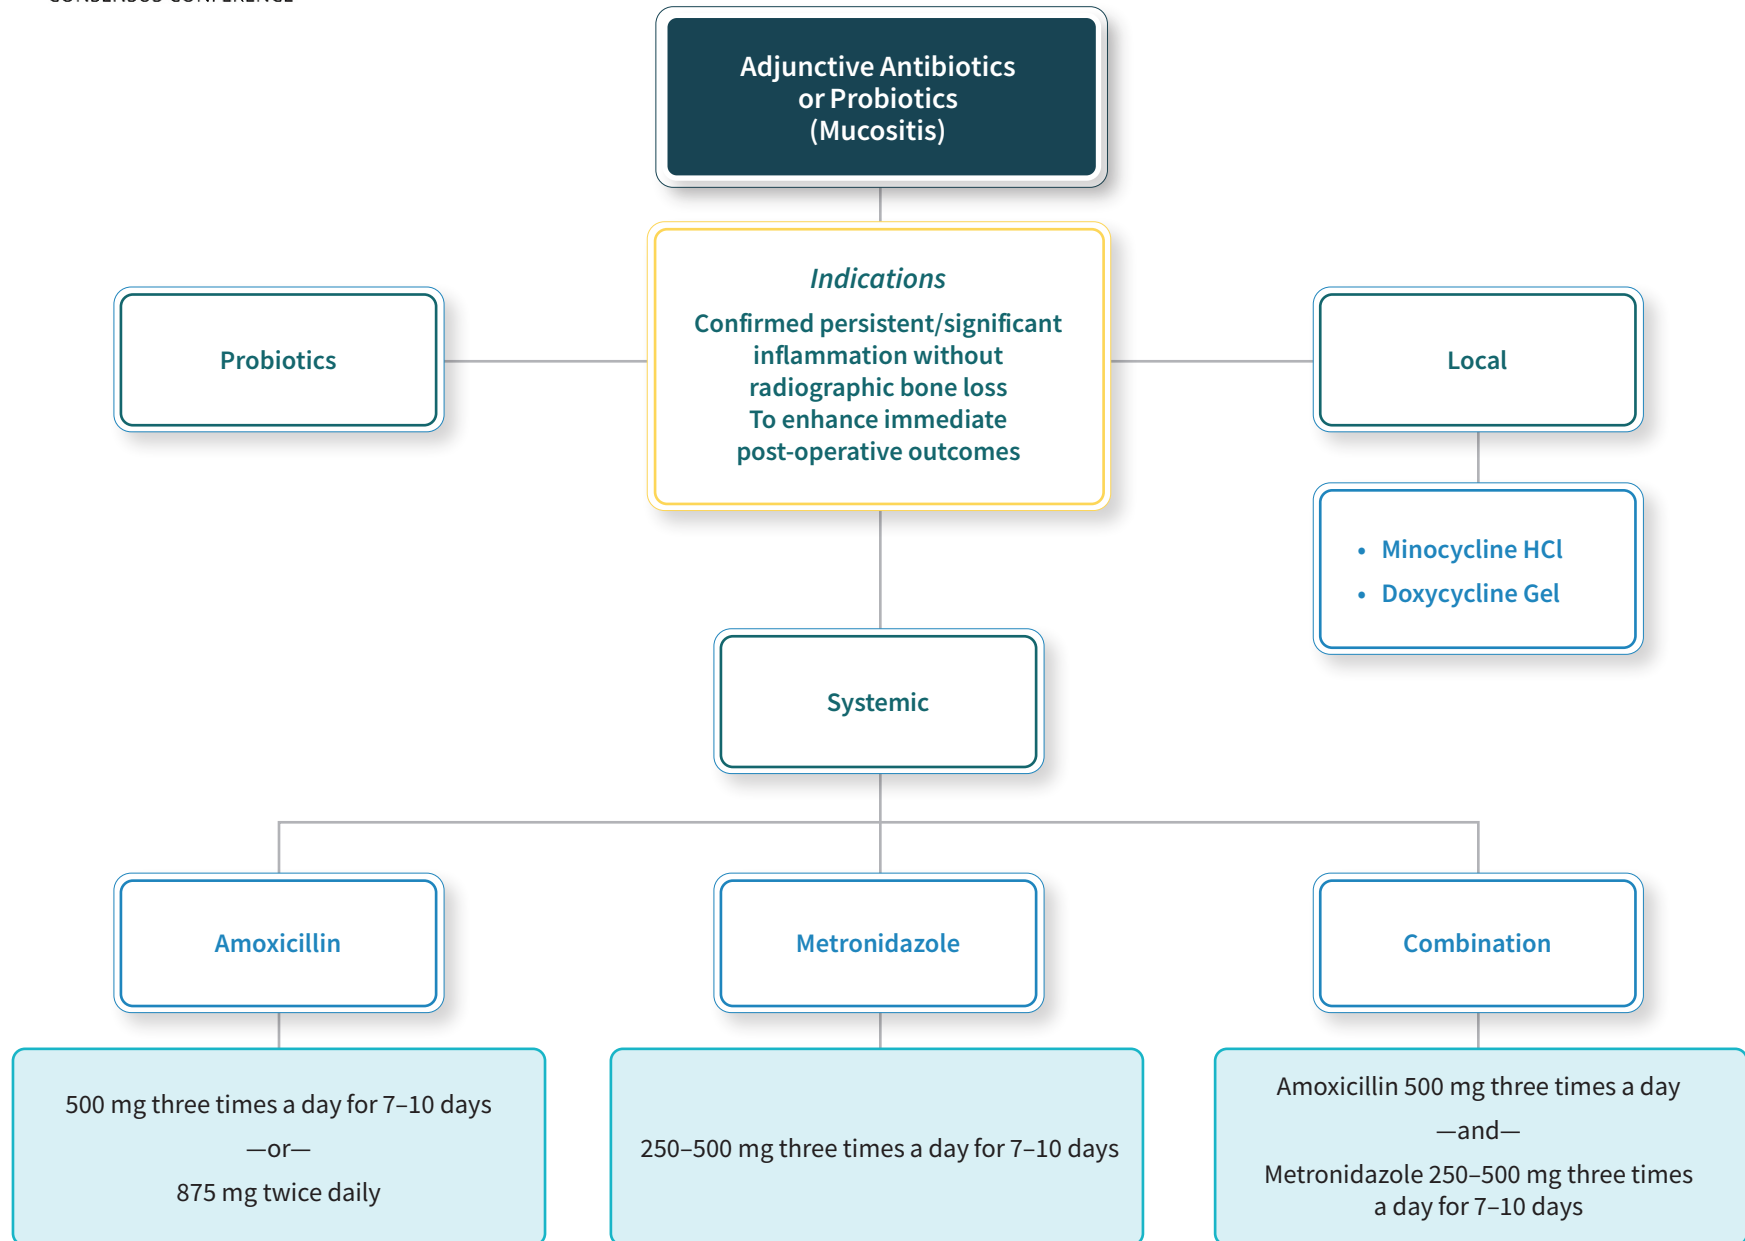 CONSENSUS CONFERENCE
Adjunctive Antibiotics
or Probiotics
(Mucositis)
Indications
Confirmed persistent/significant
inflammation without
radiographic bone loss
To enhance immediate
post-operative outcomes
Probiotics
Local
• Minocycline HCl
• Doxycycline Gel
Systemic
Amoxicillin
Metronidazole
Combination
500 mg three times a day for 7–10 days
—or—
875 mg twice daily
250–500 mg three times a day for 7–10 days
Amoxicillin 500 mg three times a day
—and—
Metronidazole 250–500 mg three times
a day for 7–10 days